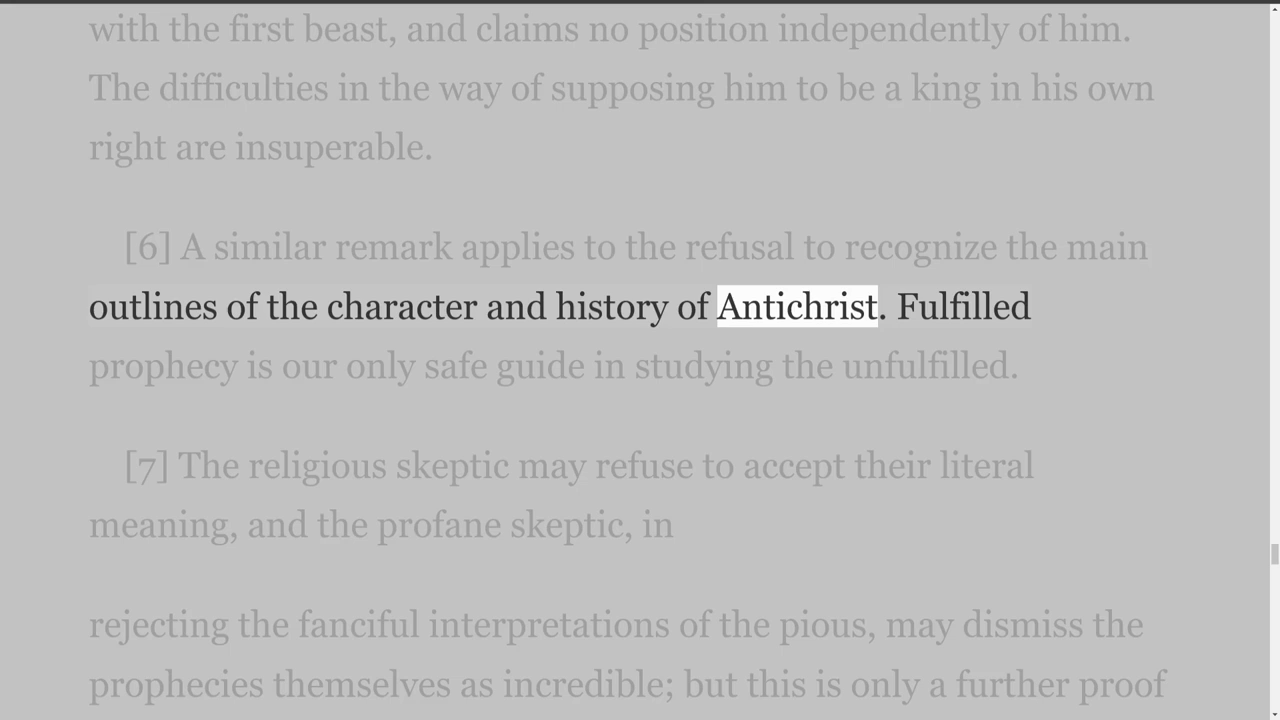 with the first beast, and claims no position independently of him.
The difficulties in the way of supposing him to be a king in his own
right are insuperable.
[6] A similar remark applies to the refusal to recognize the main
outlines of the character and history of Antichrist. Fulfilled
prophecy is our only safe guide in studying the unfulfilled.
[7] The religious skeptic may refuse to accept their literal
meaning, and the profane skeptic, in
rejecting the fanciful interpretations of the pious, may dismiss the
prophecies themselves as incredible; but this is only a further proof